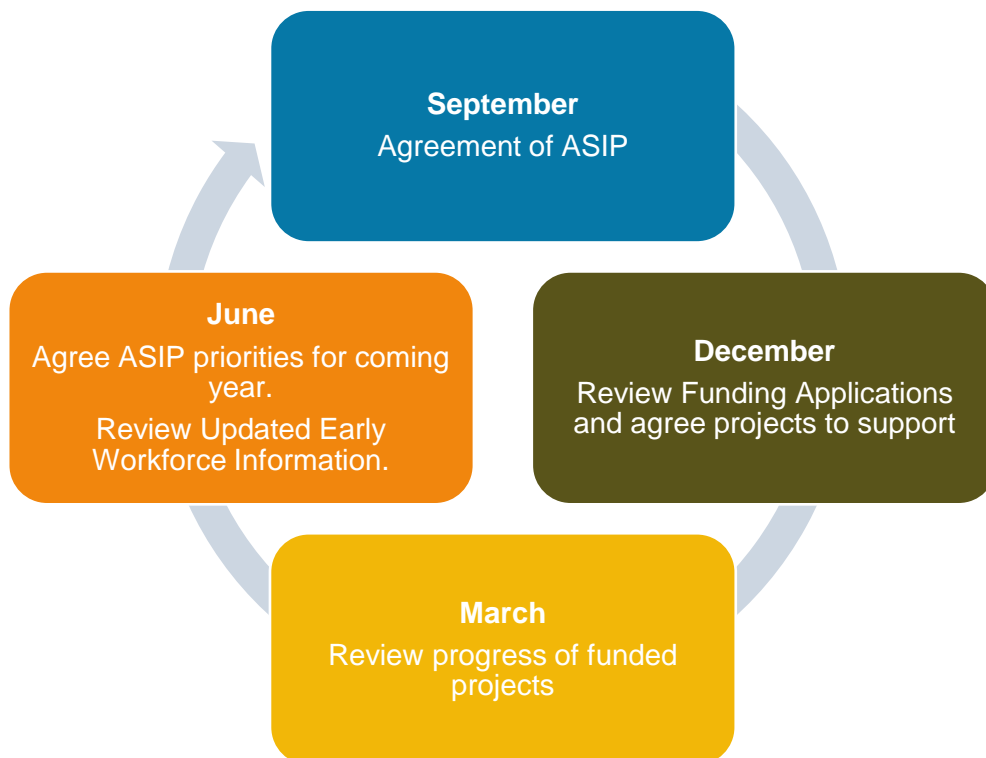 September
Agreement of ASIP
December
Review Funding Applications
and agree projects to support
March
Review progress of funded
projects
June
Agree ASIP priorities for coming
year.
Review Updated Early
Workforce Information.